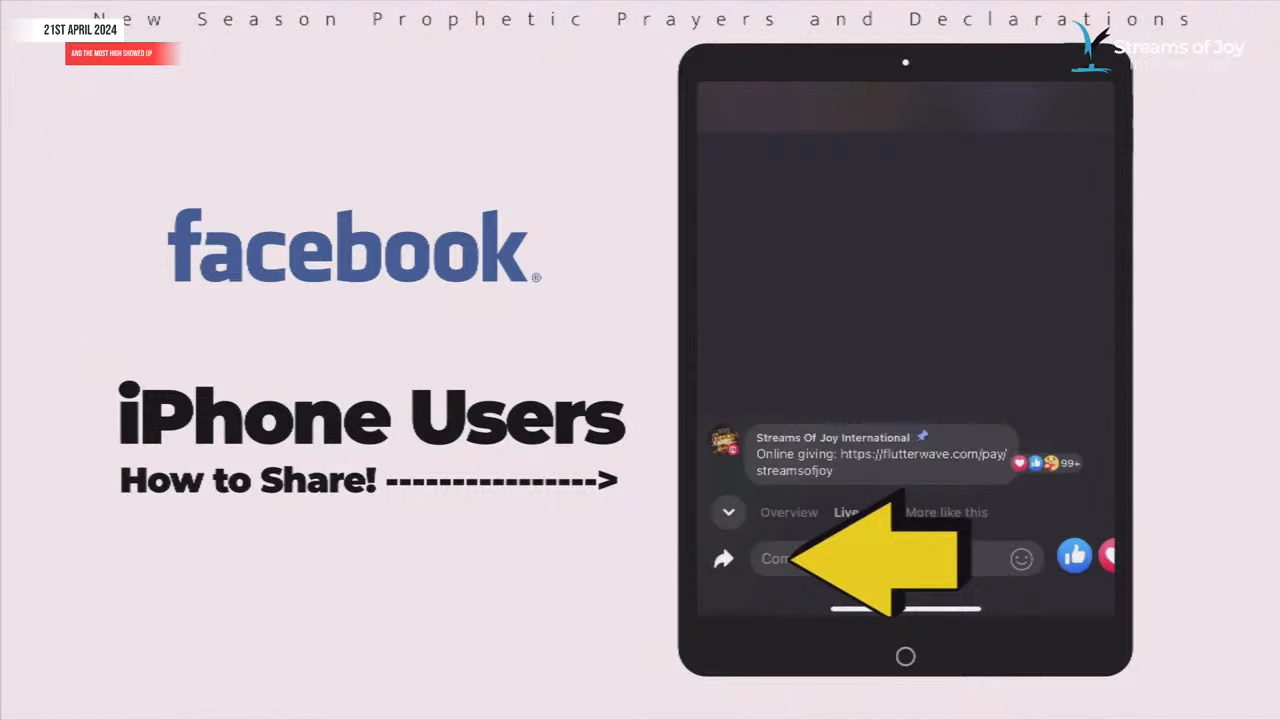 New Season Prophetic Prayers and Declarations
21ST APRIL 2024
AND THE MOST HIGH SHOWED UP
Streams of Joy
facebook®
iPhone Users
How to Share! ---------------->
Streams Of Joy International
Online giving: https://flutterwave.com/pay/
streamsofjoy
99+
Overview Live More like this
Com